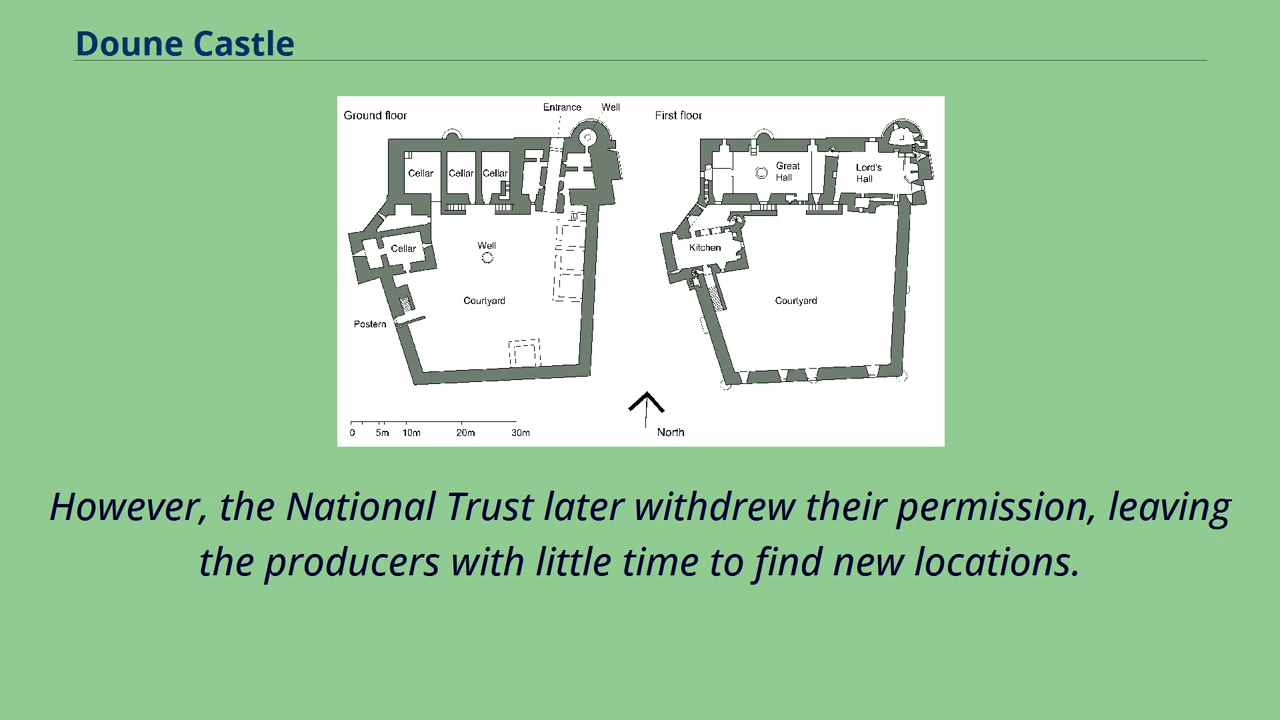 Doune Castle
Ground floor
Entrance
Well
Cellar
Cellar
Cellar
Cellar
Well
Courtyard
Postern
0 5m 10m 20m 30m
First floor
Great
Hall
Lord's
Hall
Kitchen
Courtyard
North
However, the National Trust later withdrew their permission, leaving
the producers with little time to find new locations.